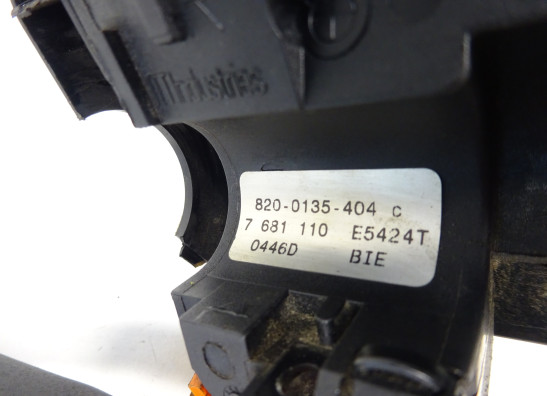 Industries
820-0135-404 C
7 681 110 E5424T
0446D BIE